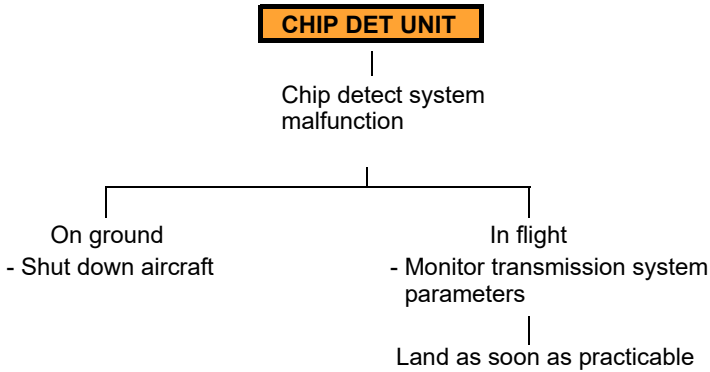 CHIP DET UNIT
Chip detect system
malfunction
On ground
- Shut down aircraft
In flight
- Monitor transmission system
parameters
Land as soon as practicable